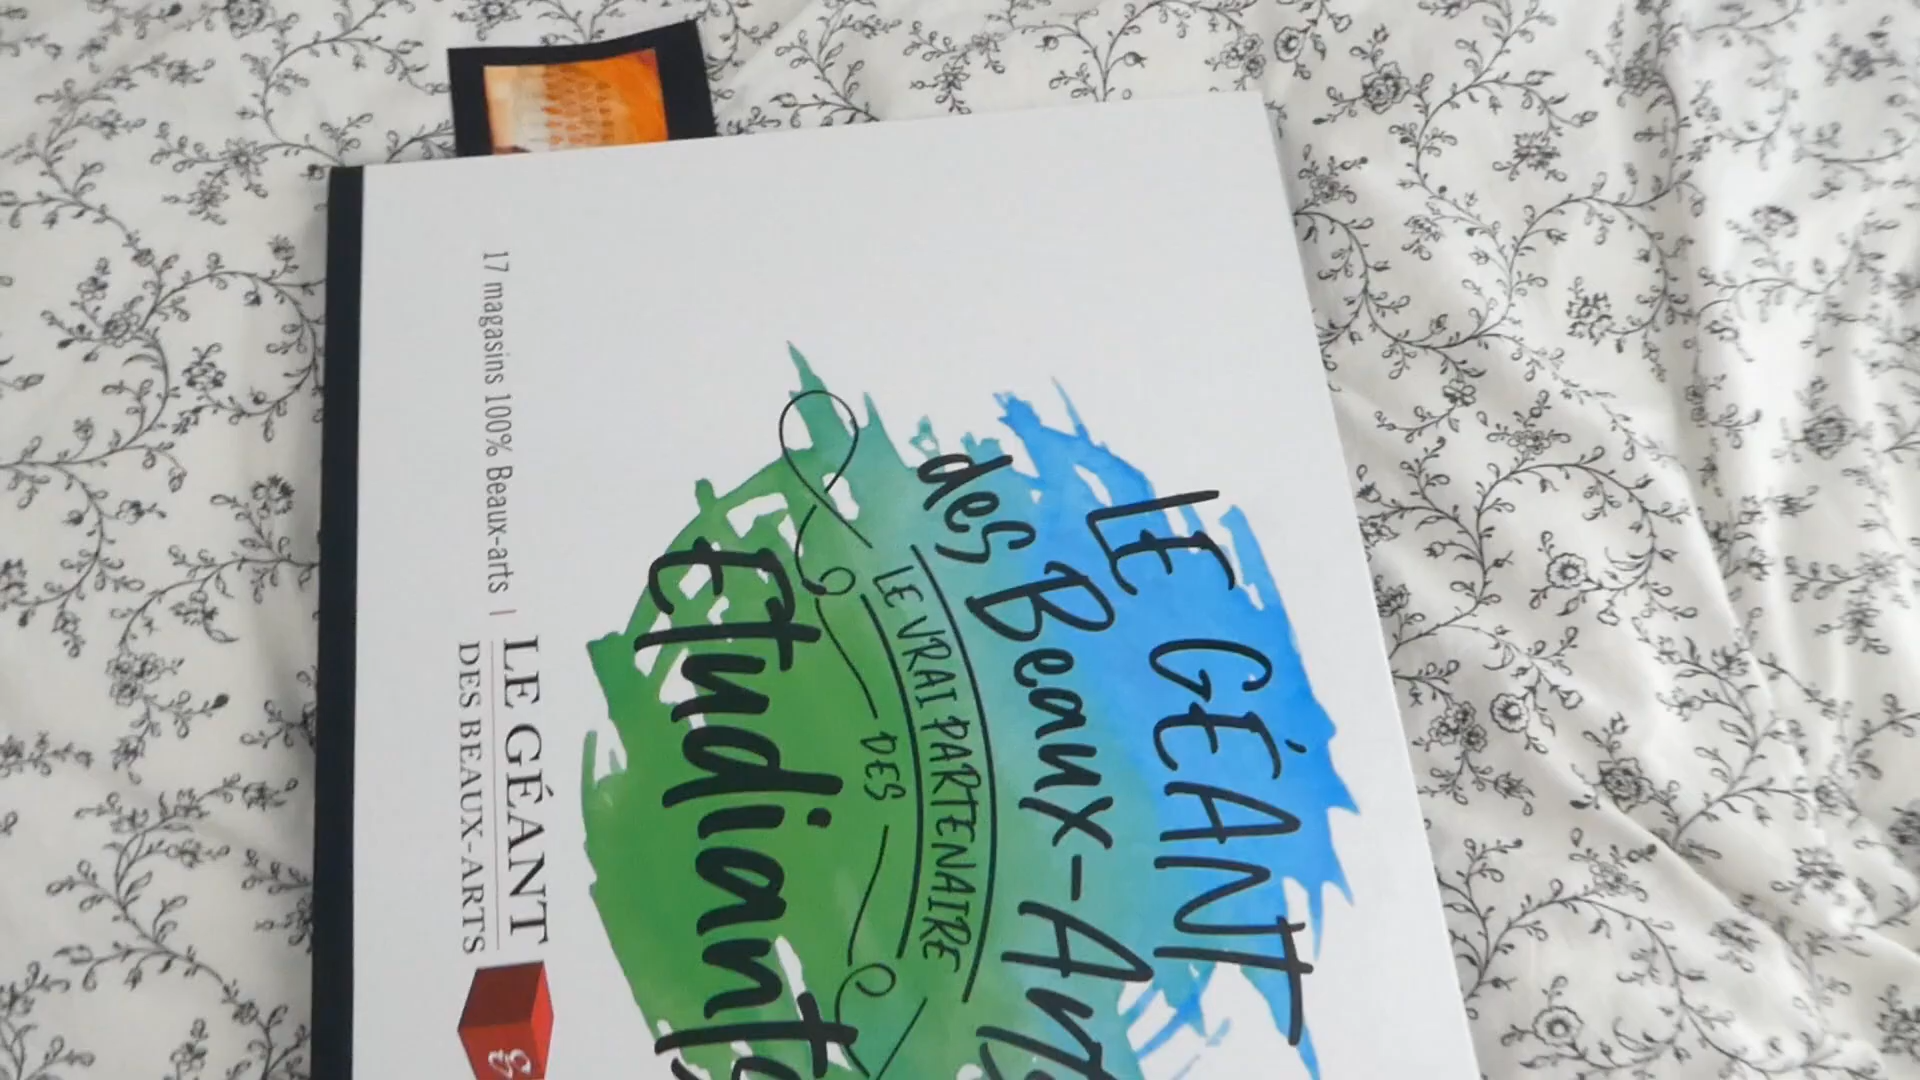 LE GÉANT
des Beaux-Arts
LE VRAI PARTENAIRE
DES
Etudiants
17 magasins 100% Beaux-arts |
LE GÉANT
DES BEAUX-ARTS
g